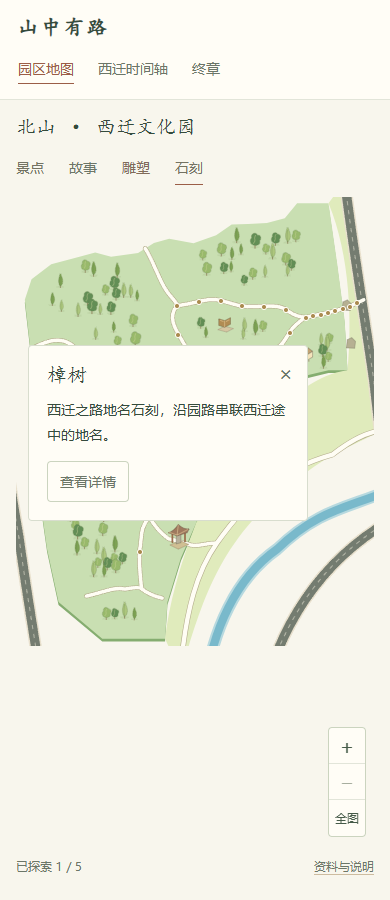 山中有路
园区地图 西迁时间轴 终章
北山 • 西迁文化园
景点 故事 雕塑 石刻
樟树 ×
西迁之路地名石刻，沿园路串联西迁途
中的地名。
查看详情
+
−
全图
已探索 1 / 5 资料与说明